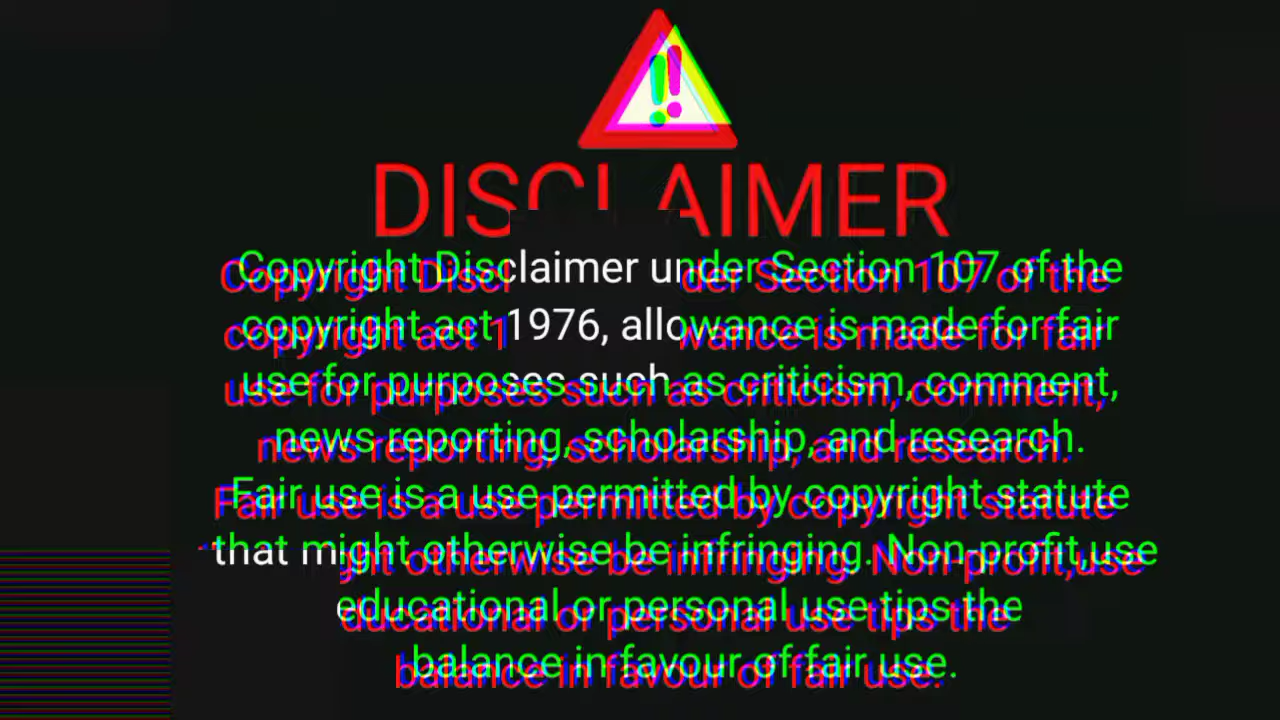 DISCLAIMER
Copyright Disclaimer under Section 107 of the
copyright act 1976, allowance is made for fair
use for purposes such as criticism, comment,
news reporting, scholarship, and research.
Fair use is a use permitted by copyright statute
that might otherwise be infringing. Non-profit,use
educational or personal use tips the
balance in favour of fair use.